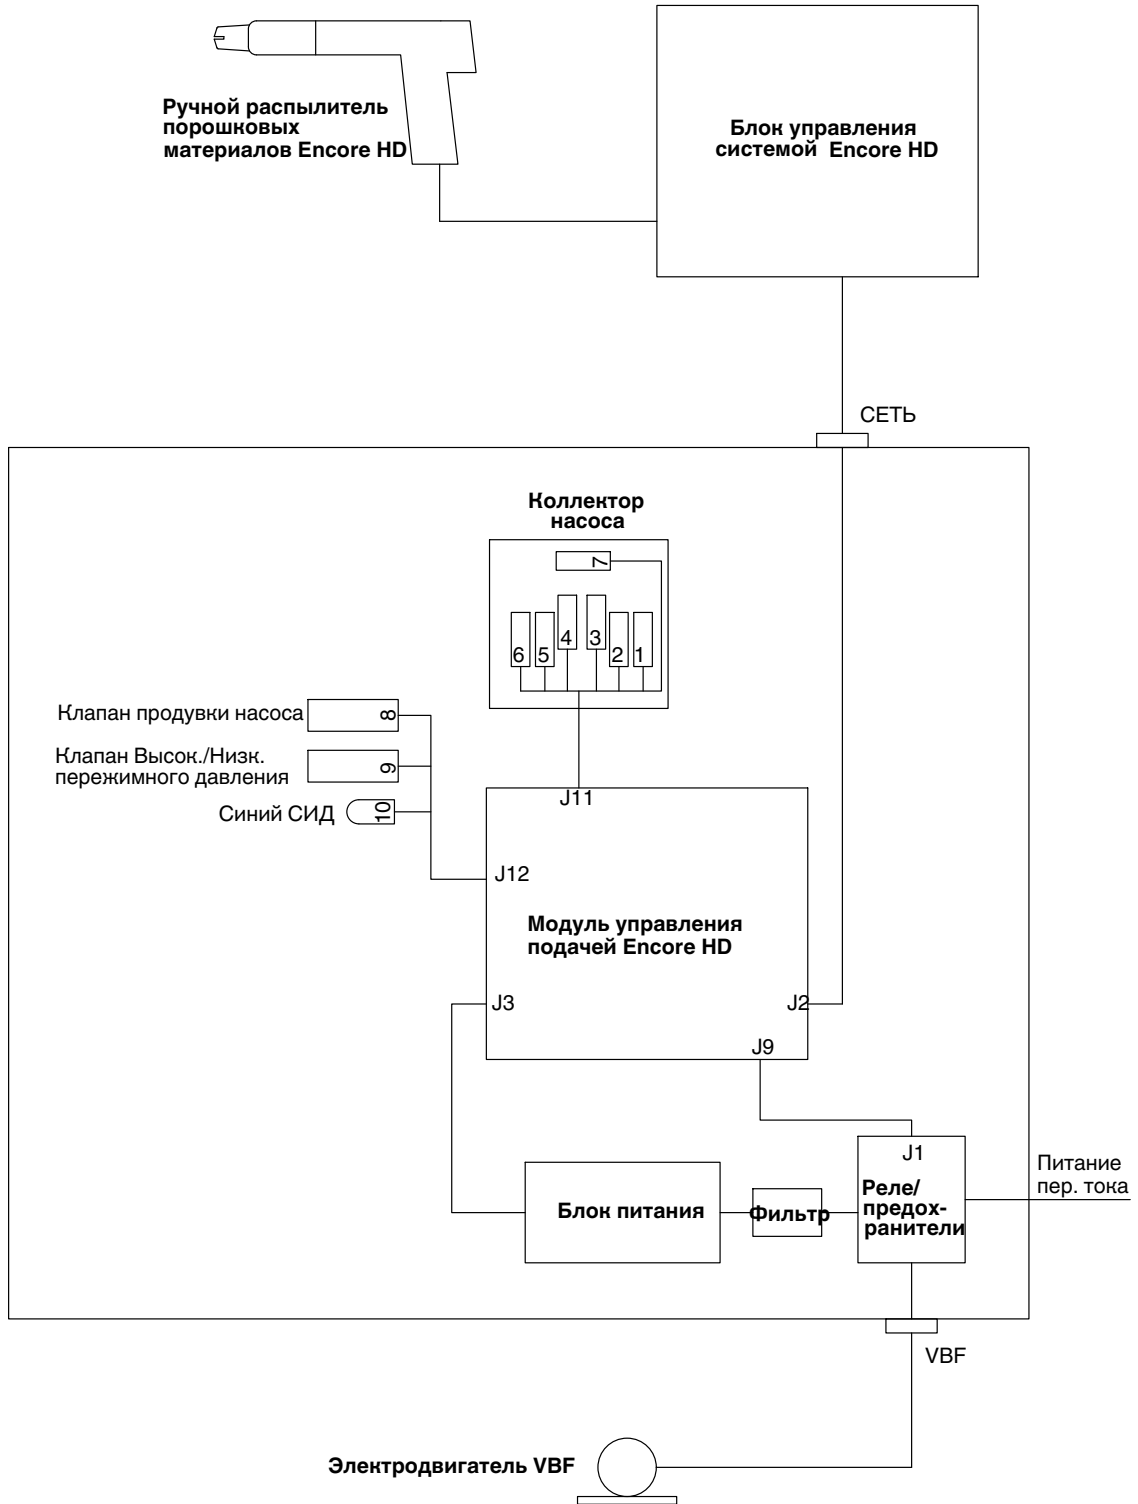 Ручной распылитель
порошковых
материалов Encore HD
Блок управления
системой Encore HD
СЕТЬ
Коллектор
насоса
7
6
5
4
3
2
1
Клапан продувки насоса
8
Клапан Высок./Низк.
пережимного давления
9
Синий СИД
10
J11
J12
Модуль управления
подачей Encore HD
J3
J2
J9
J1
Питание
пер. тока
Реле/
предох-
ранители
Блок питания
Фильтр
VBF
Электродвигатель VBF